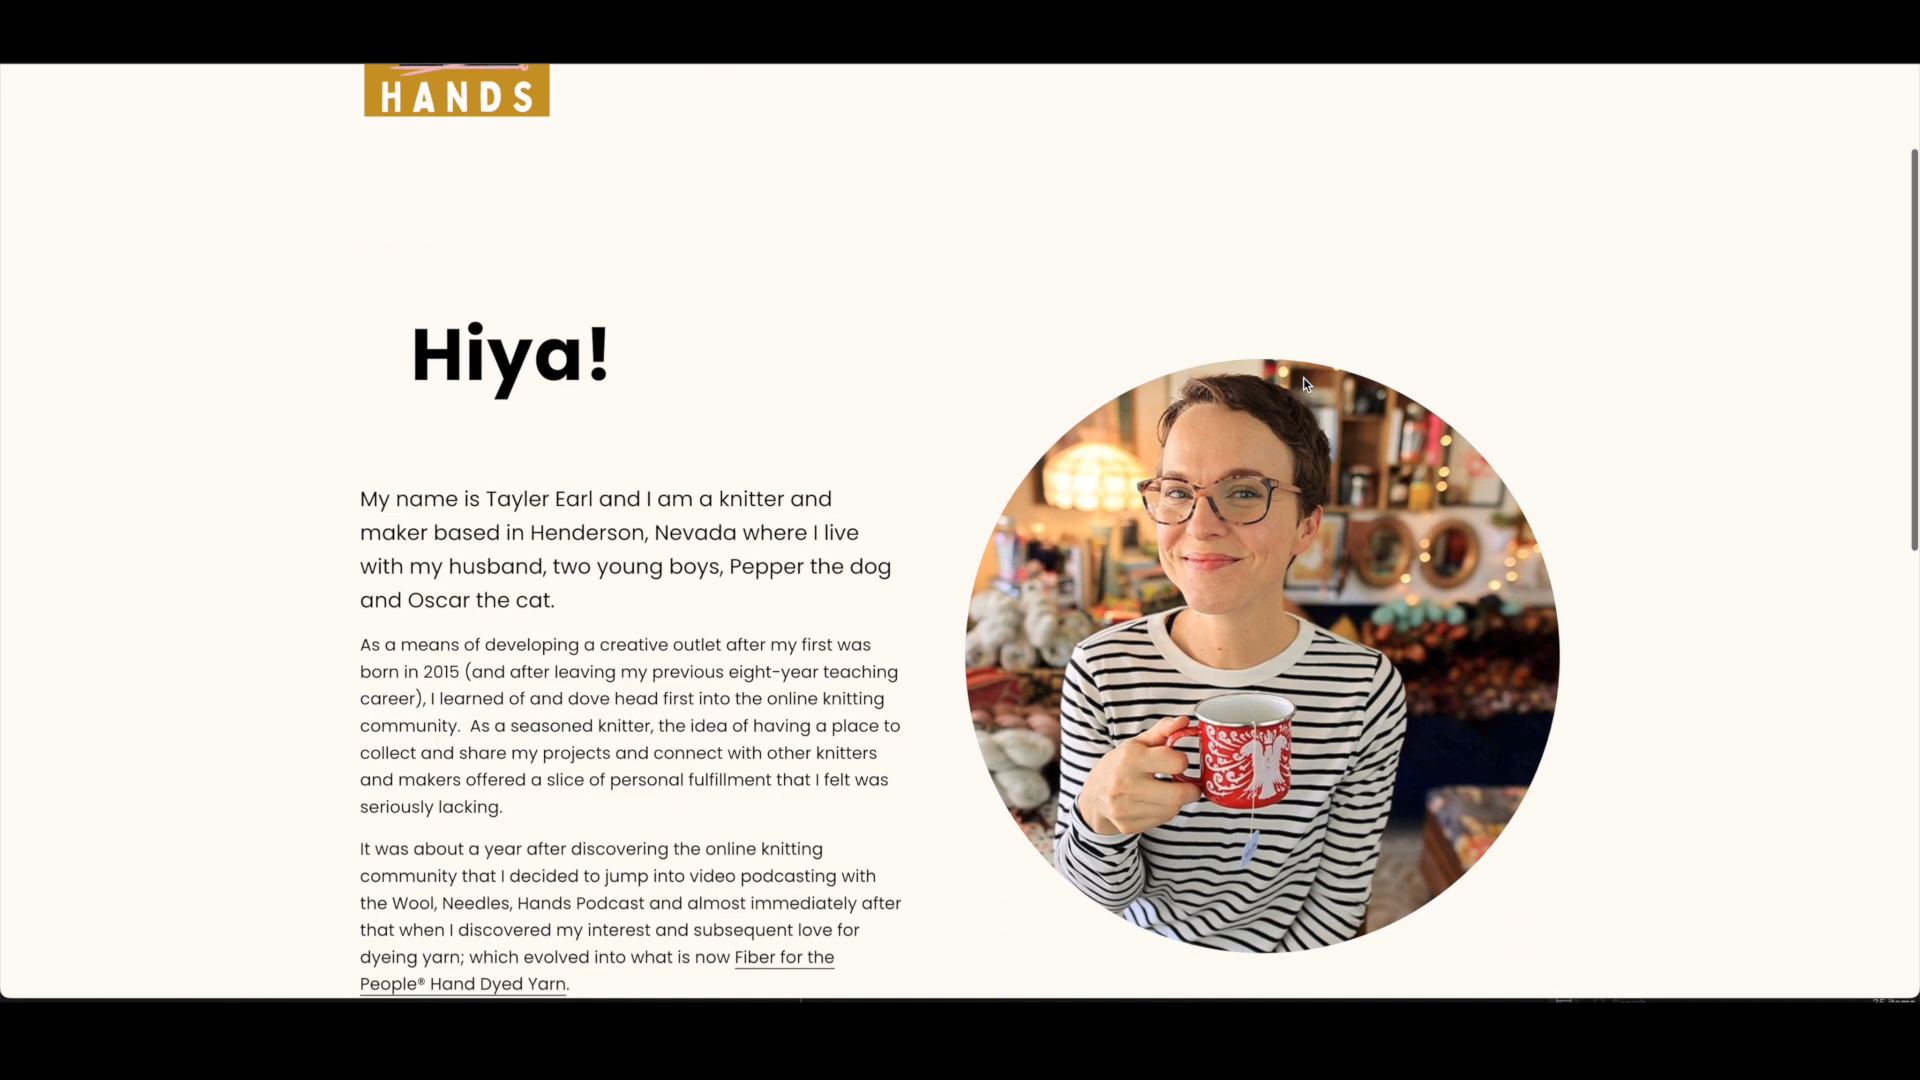 HANDS
Hiya!
My name is Tayler Earl and I am a knitter and
maker based in Henderson, Nevada where I live
with my husband, two young boys, Pepper the dog
and Oscar the cat.
As a means of developing a creative outlet after my first was
born in 2015 (and after leaving my previous eight-year teaching
career), I learned of and dove head first into the online knitting
community.  As a seasoned knitter, the idea of having a place to
collect and share my projects and connect with other knitters
and makers offered a slice of personal fulfillment that I felt was
seriously lacking.
It was about a year after discovering the online knitting
community that I decided to jump into video podcasting with
the Wool, Needles, Hands Podcast and almost immediately after
that when I discovered my interest and subsequent love for
dyeing yarn; which evolved into what is now Fiber for the
People® Hand Dyed Yarn.